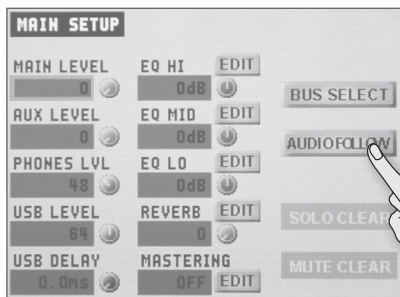 MAIN SETUP
MAIN LEVEL
0
AUX LEVEL
0
PHONES LVL
48
USB LEVEL
64
USB DELAY
0.0ms
EQ HI EDIT
0dB
EQ MID EDIT
0dB
EQ LO EDIT
0dB
REVERB EDIT
0
MASTERING
OFF EDIT
BUS SELECT
AUDIOFOLLOW
SOLO CLEAR
MUTE CLEAR